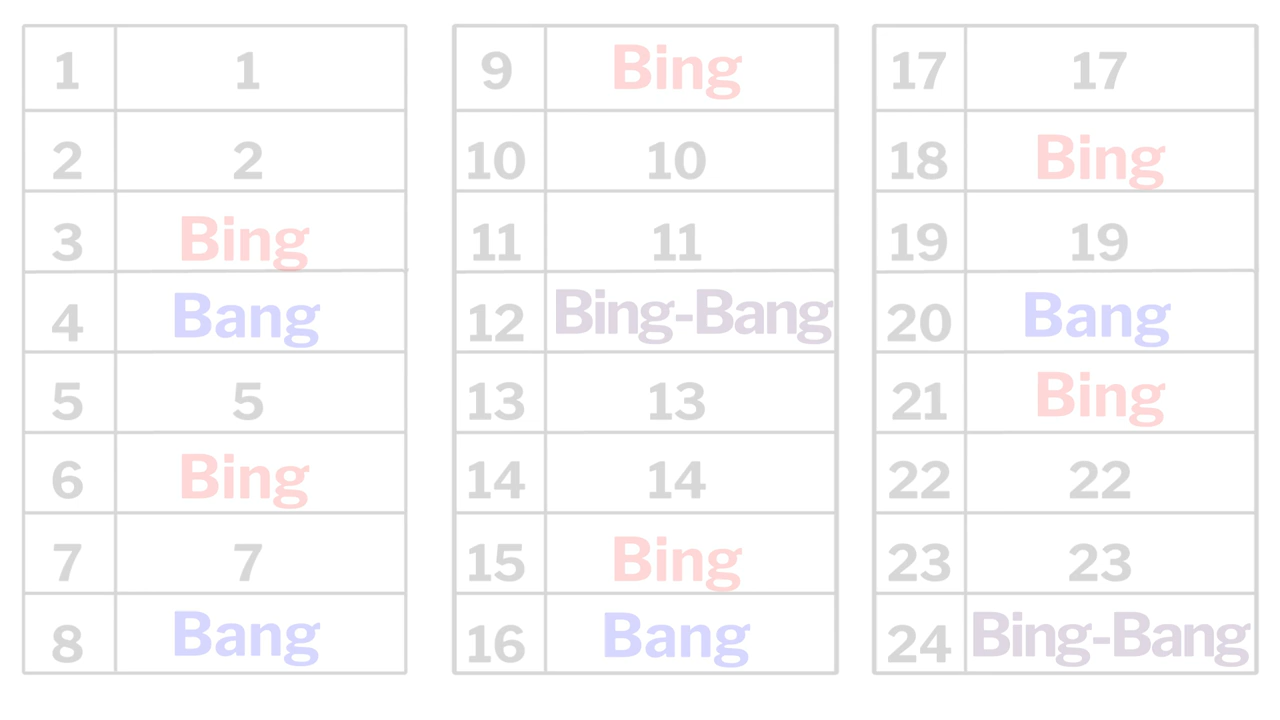 1 1
2 2
3 Bing
4 Bang
5 5
6 Bing
7 7
8 Bang
9 Bing
10 10
11 11
12 Bing-Bang
13 13
14 14
15 Bing
16 Bang
17 17
18 Bing
19 19
20 Bang
21 Bing
22 22
23 23
24 Bing-Bang